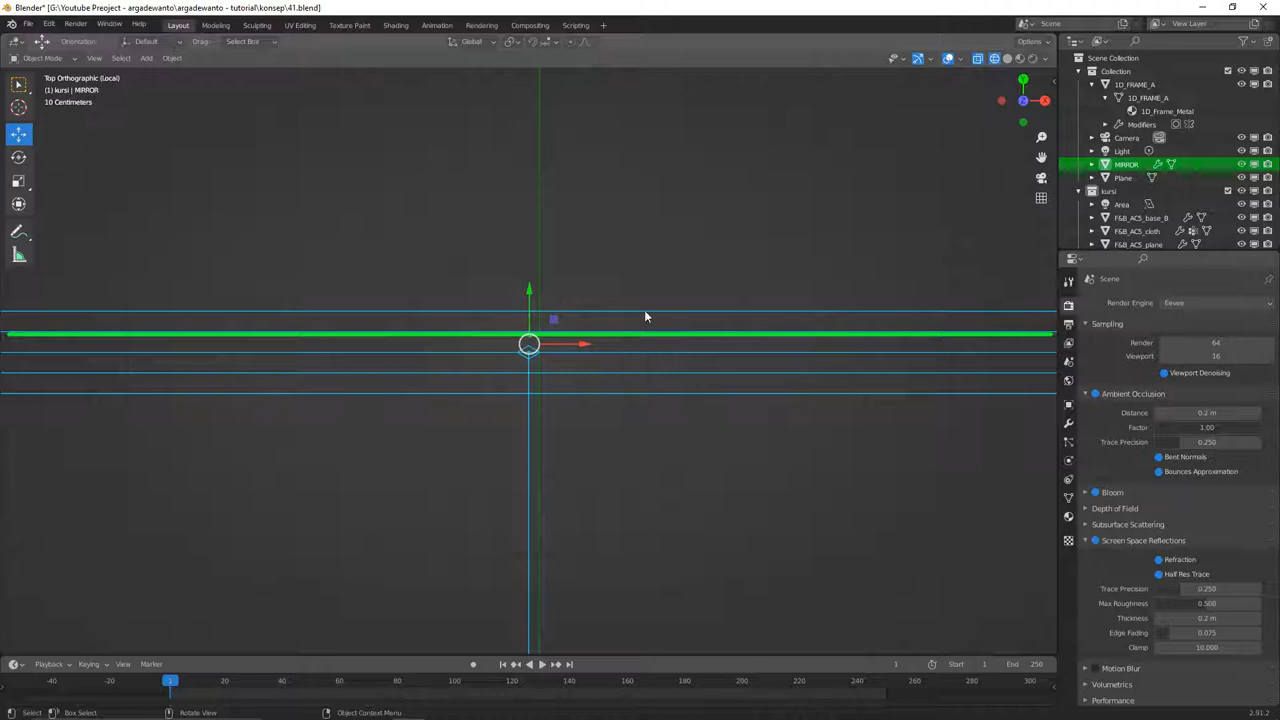 Blender* [G:\Youtube Preoject - argadewanto\argadewanto - tutorial\konsep\41.blend]
File Edit Render Window Help Layout Modeling Sculpting UV Editing Texture Paint Shading Animation Rendering Compositing Scripting Scene View Layer
Orientation: Default Drag: Select Box Global Options
Object Mode View Select Add Object
Top Orthographic (Local)
(1) kursi | MIRROR
10 Centimeters
Y
X
Z
Scene Collection
Collection
1D_FRAME_A
1D_FRAME_A
1D_Frame_Metal
Modifiers
Camera
Light
MIRROR
Plane
kursi
Area
F&B_AC5_base_B
F&B_AC5_cloth
F&B_AC5_plane
Scene
Render Engine Eevee
Sampling
Render 64
Viewport 16
Viewport Denoising
Ambient Occlusion
Distance 0.2 m
Factor 1.00
Trace Precision 0.250
Bent Normals
Bounces Approximation
Bloom
Depth of Field
Subsurface Scattering
Screen Space Reflections
Refraction
Half Res Trace
Trace Precision 0.250
Max Roughness 0.500
Thickness 0.2 m
Edge Fading 0.075
Clamp 10.000
Motion Blur
Volumetrics
Performance
Playback Keying View Marker 1 Start 1 End 250
-40 -20 1 20 40 60 80 100 120 140 160 180 200 220 240 260 280 300
Select Box Select Rotate View Object Context Menu 2.91.2